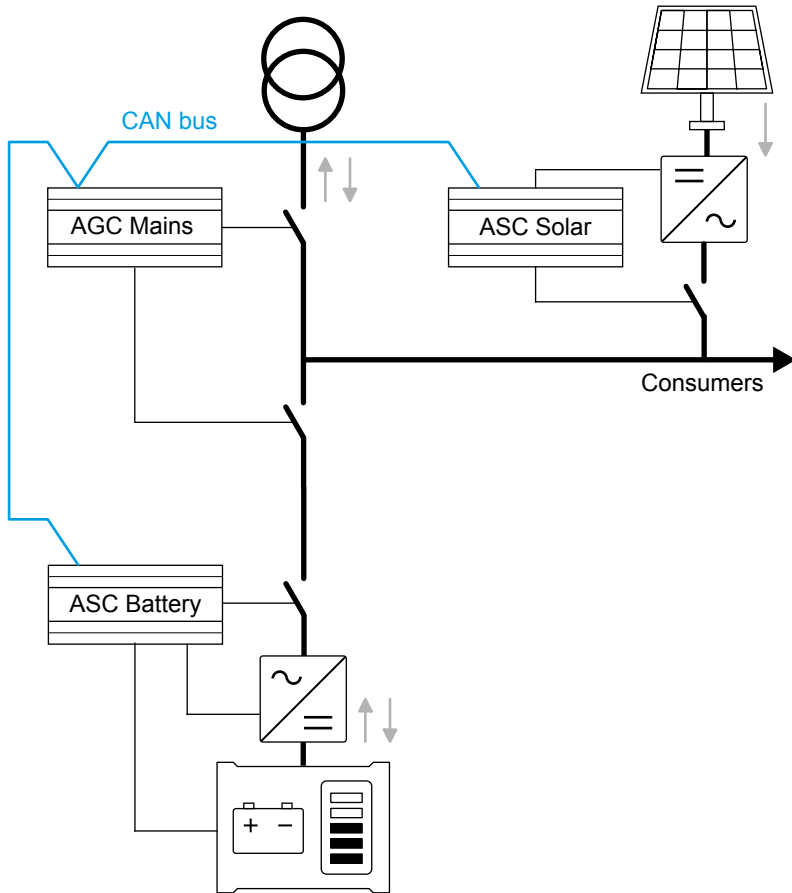 CAN bus
AGC Mains
ASC Solar
Consumers
ASC Battery
+ −